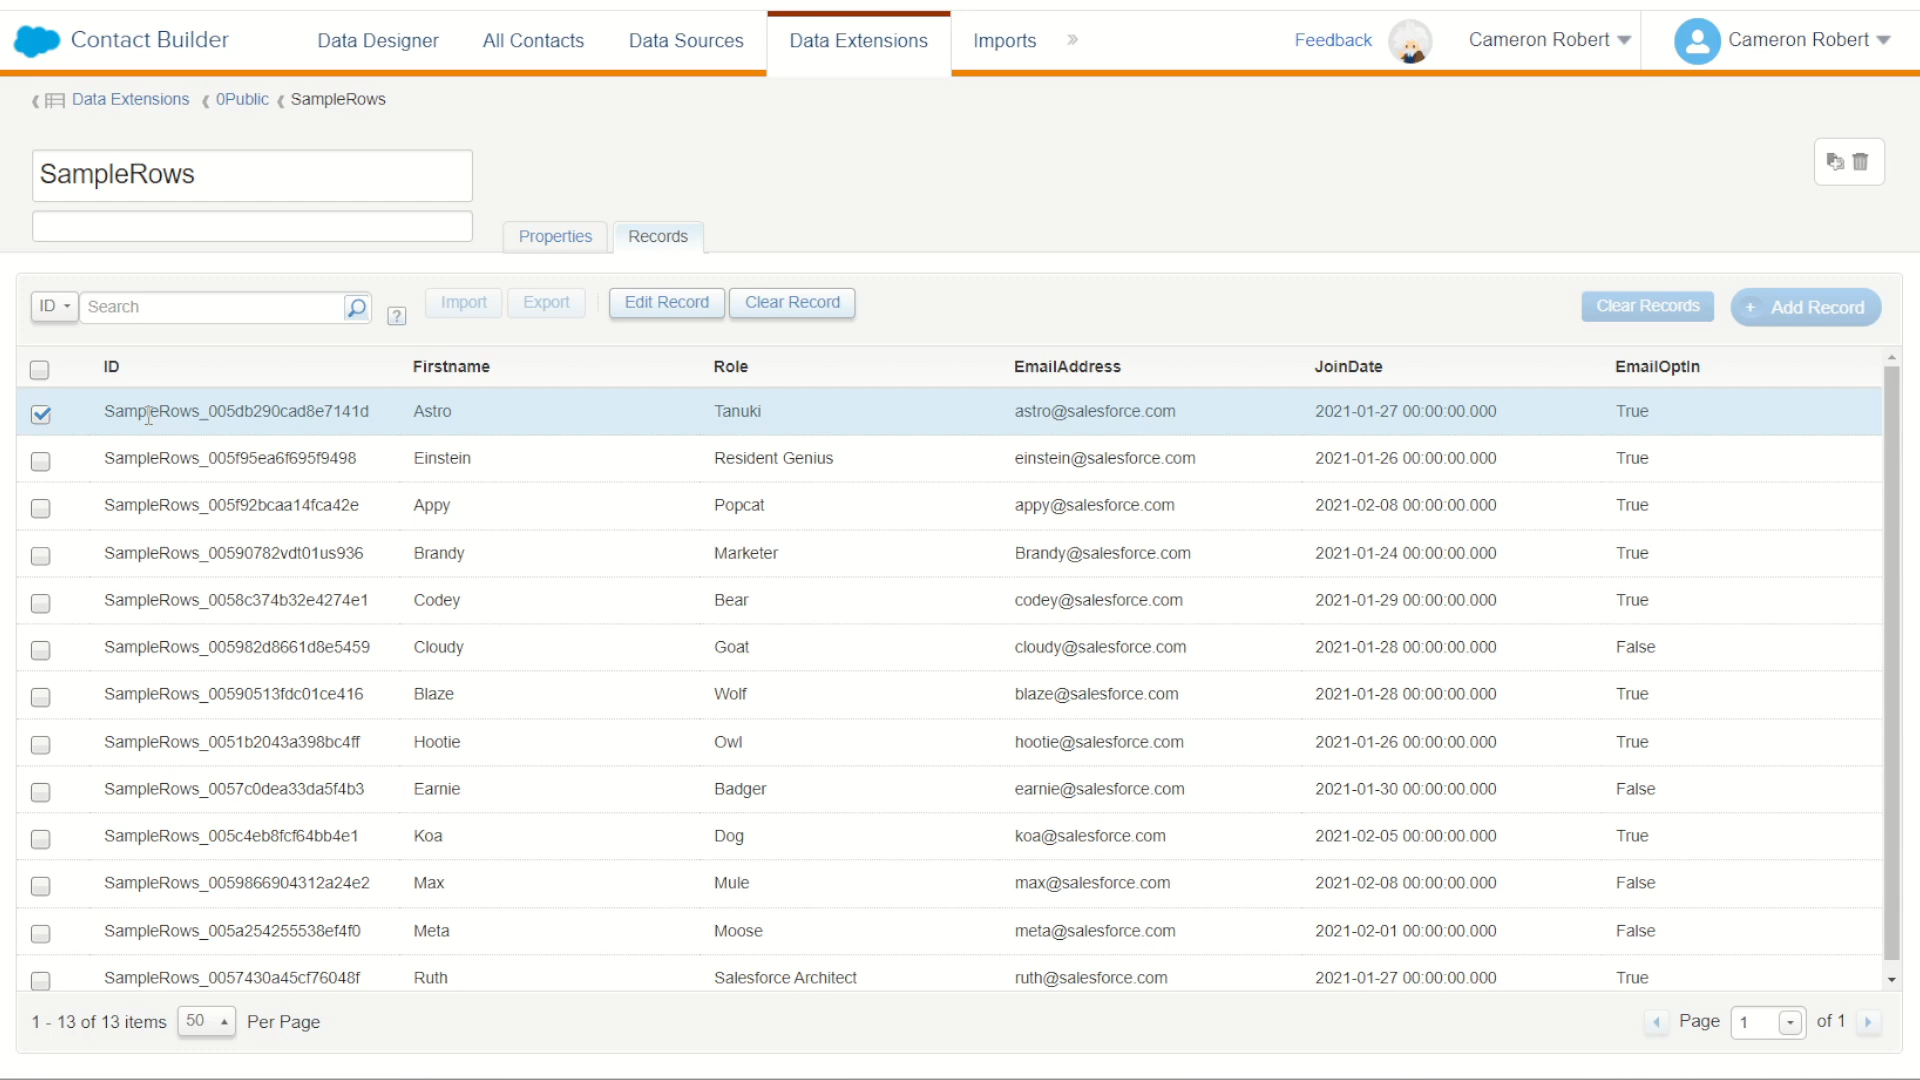 Contact Builder Data Designer All Contacts Data Sources Data Extensions Imports » Feedback Cameron Robert Cameron Robert
Data Extensions 0Public SampleRows
SampleRows
Properties Records
ID Search ? Import Export Edit Record Clear Record Clear Records + Add Record
ID Firstname Role EmailAddress JoinDate EmailOptIn
SampleRows_005db290cad8e7141d Astro Tanuki astro@salesforce.com 2021-01-27 00:00:00.000 True
SampleRows_005f95ea6f695f9498 Einstein Resident Genius einstein@salesforce.com 2021-01-26 00:00:00.000 True
SampleRows_005f92bcaa14fca42e Appy Popcat appy@salesforce.com 2021-02-08 00:00:00.000 True
SampleRows_00590782vdt01us936 Brandy Marketer Brandy@salesforce.com 2021-01-24 00:00:00.000 True
SampleRows_0058c374b32e4274e1 Codey Bear codey@salesforce.com 2021-01-29 00:00:00.000 True
SampleRows_005982d8661d8e5459 Cloudy Goat cloudy@salesforce.com 2021-01-28 00:00:00.000 False
SampleRows_00590513fdc01ce416 Blaze Wolf blaze@salesforce.com 2021-01-28 00:00:00.000 True
SampleRows_0051b2043a398bc4ff Hootie Owl hootie@salesforce.com 2021-01-26 00:00:00.000 True
SampleRows_0057c0dea33da5f4b3 Earnie Badger earnie@salesforce.com 2021-01-30 00:00:00.000 False
SampleRows_005c4eb8fcf64bb4e1 Koa Dog koa@salesforce.com 2021-02-05 00:00:00.000 True
SampleRows_0059866904312a24e2 Max Mule max@salesforce.com 2021-02-08 00:00:00.000 False
SampleRows_005a254255538ef4f0 Meta Moose meta@salesforce.com 2021-02-01 00:00:00.000 False
SampleRows_0057430a45cf76048f Ruth Salesforce Architect ruth@salesforce.com 2021-01-27 00:00:00.000 True
1 - 13 of 13 items 50 Per Page Page 1 of 1